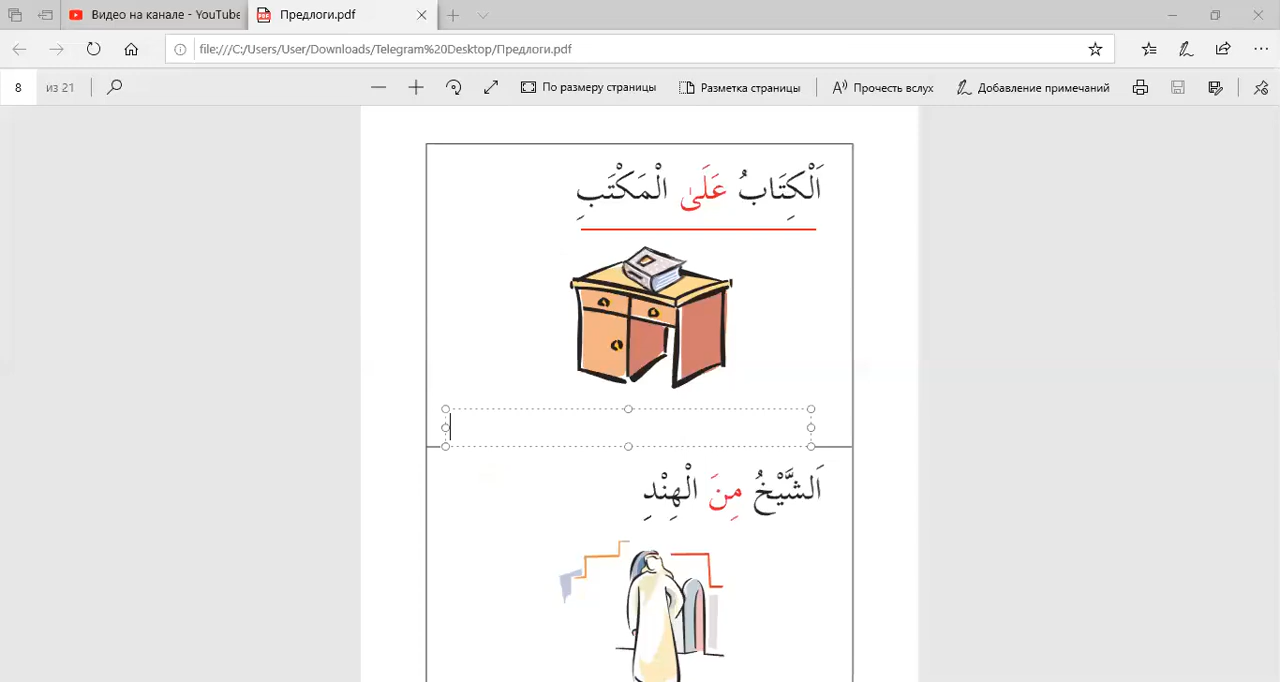 Видео на канале - YouTube
Предлоги.pdf
file:///C:/Users/User/Downloads/Telegram%20Desktop/Предлоги.pdf
8 из 21
По размеру страницы
Разметка страницы
Прочесть вслух
Добавление примечаний
اَلْكِتَابُ عَلَىٰ الْمَكْتَبِ
اَلشَّيْخُ مِنَ الْهِنْدِ